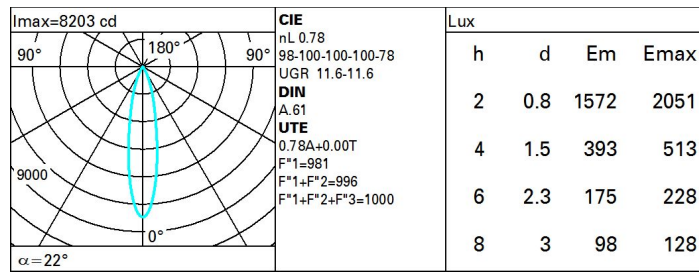 Imax=8203 cd
90°
180°
90°
9000
0°
α=22°
CIE
nL 0.78
98-100-100-100-78
UGR 11.6-11.6
DIN
A.61
UTE
0.78A+0.00T
F"1=981
F"1+F"2=996
F"1+F"2+F"3=1000
Lux
h d Em Emax
2 0.8 1572 2051
4 1.5 393 513
6 2.3 175 228
8 3 98 128